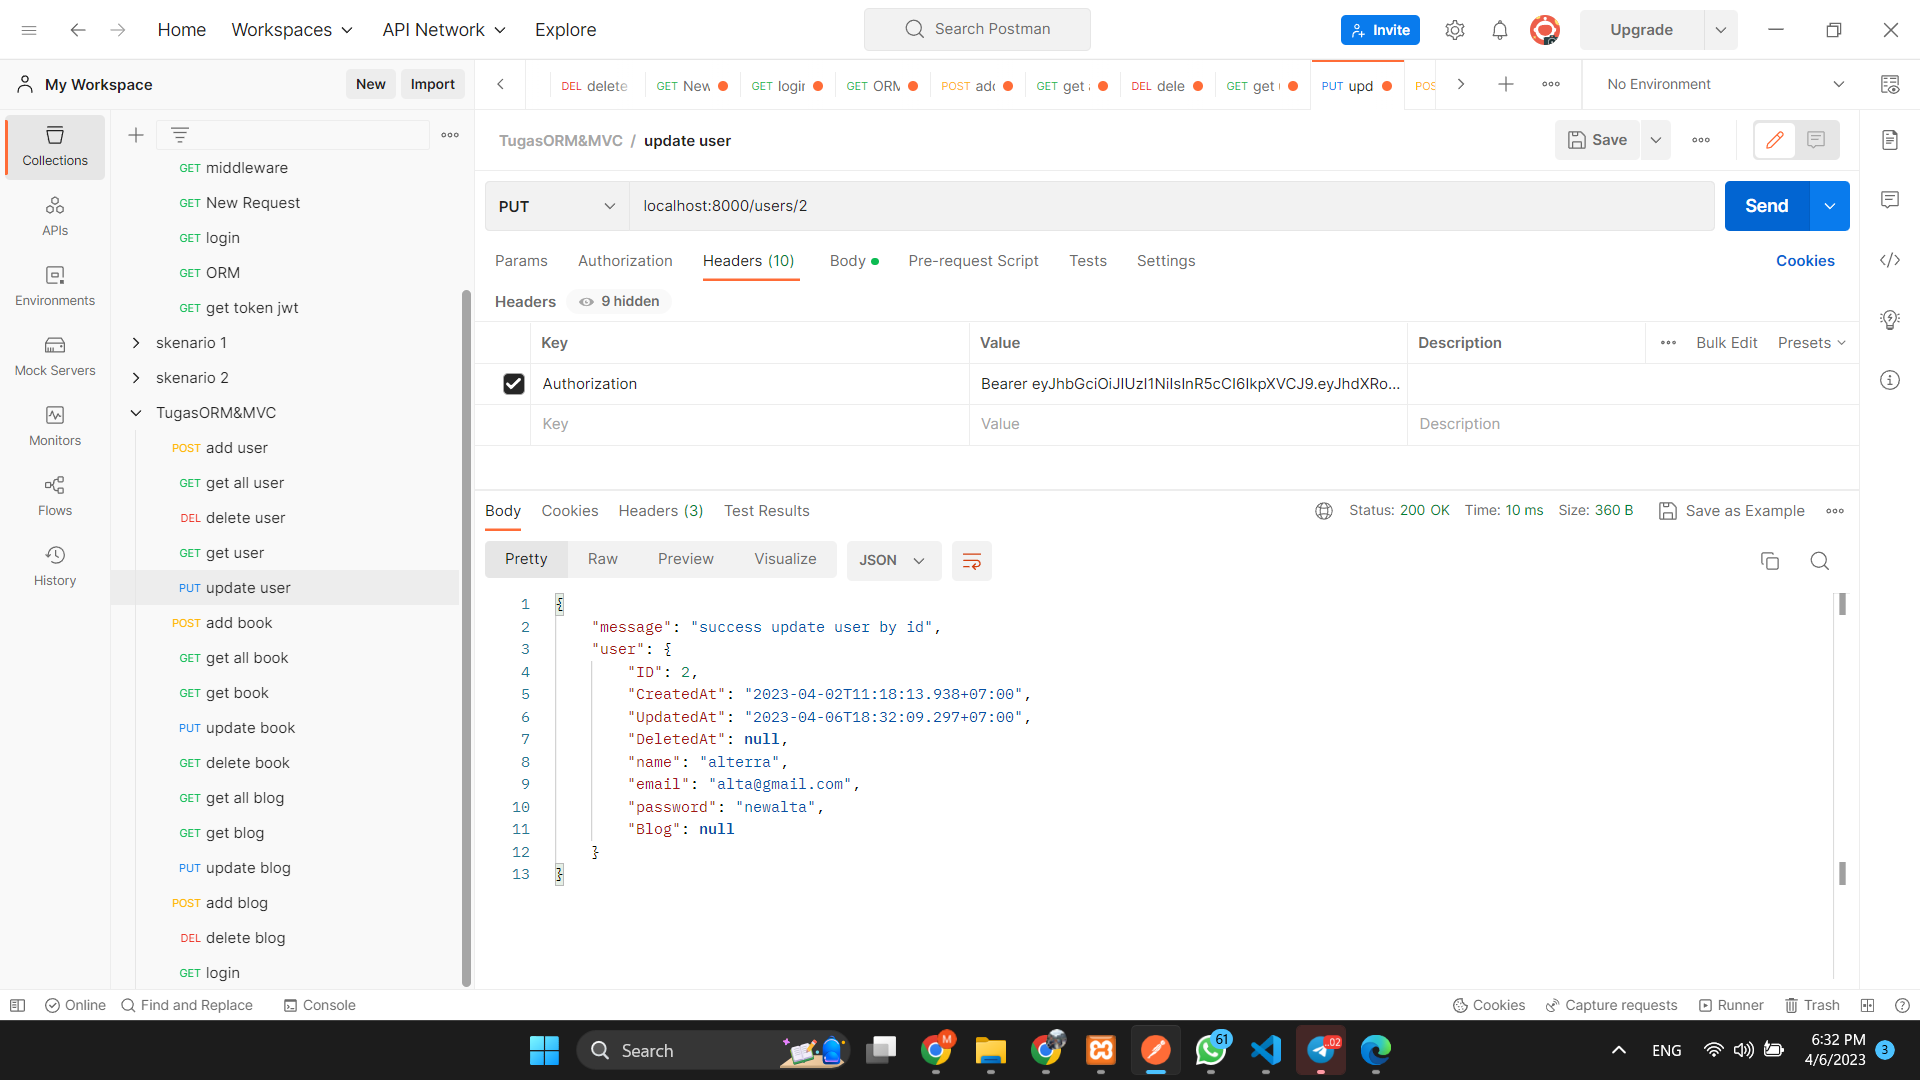 Home Workspaces API Network Explore Search Postman Invite Upgrade
My Workspace New Import DEL delete GET New GET login GET ORM POST add GET get a DEL dele GET get PUT upd POS No Environment
Collections
APIs
Environments
Mock Servers
Monitors
Flows
History
GET middleware
GET New Request
GET login
GET ORM
GET get token jwt
skenario 1
skenario 2
TugasORM&MVC
POST add user
GET get all user
DEL delete user
GET get user
PUT update user
POST add book
GET get all book
GET get book
PUT update book
GET delete book
GET get all blog
GET get blog
PUT update blog
POST add blog
DEL delete blog
GET login
TugasORM&MVC / update user Save
PUT localhost:8000/users/2 Send
Params Authorization Headers (10) Body Pre-request Script Tests Settings Cookies
Headers 9 hidden
Key Value Description Bulk Edit Presets
Authorization Bearer eyJhbGciOiJIUzI1NiIsInR5cCI6IkpXVCJ9.eyJhdXRo...
Key Value Description
Body Cookies Headers (3) Test Results Status: 200 OK Time: 10 ms Size: 360 B Save as Example
Pretty Raw Preview Visualize JSON
1 {
2 "message": "success update user by id",
3 "user": {
4 "ID": 2,
5 "CreatedAt": "2023-04-02T11:18:13.938+07:00",
6 "UpdatedAt": "2023-04-06T18:32:09.297+07:00",
7 "DeletedAt": null,
8 "name": "alterra",
9 "email": "alta@gmail.com",
10 "password": "newalta",
11 "Blog": null
12 }
13 }
Online Find and Replace Console Cookies Capture requests Runner Trash
Search M 61 .02 ENG 6:32 PM
4/6/2023 3